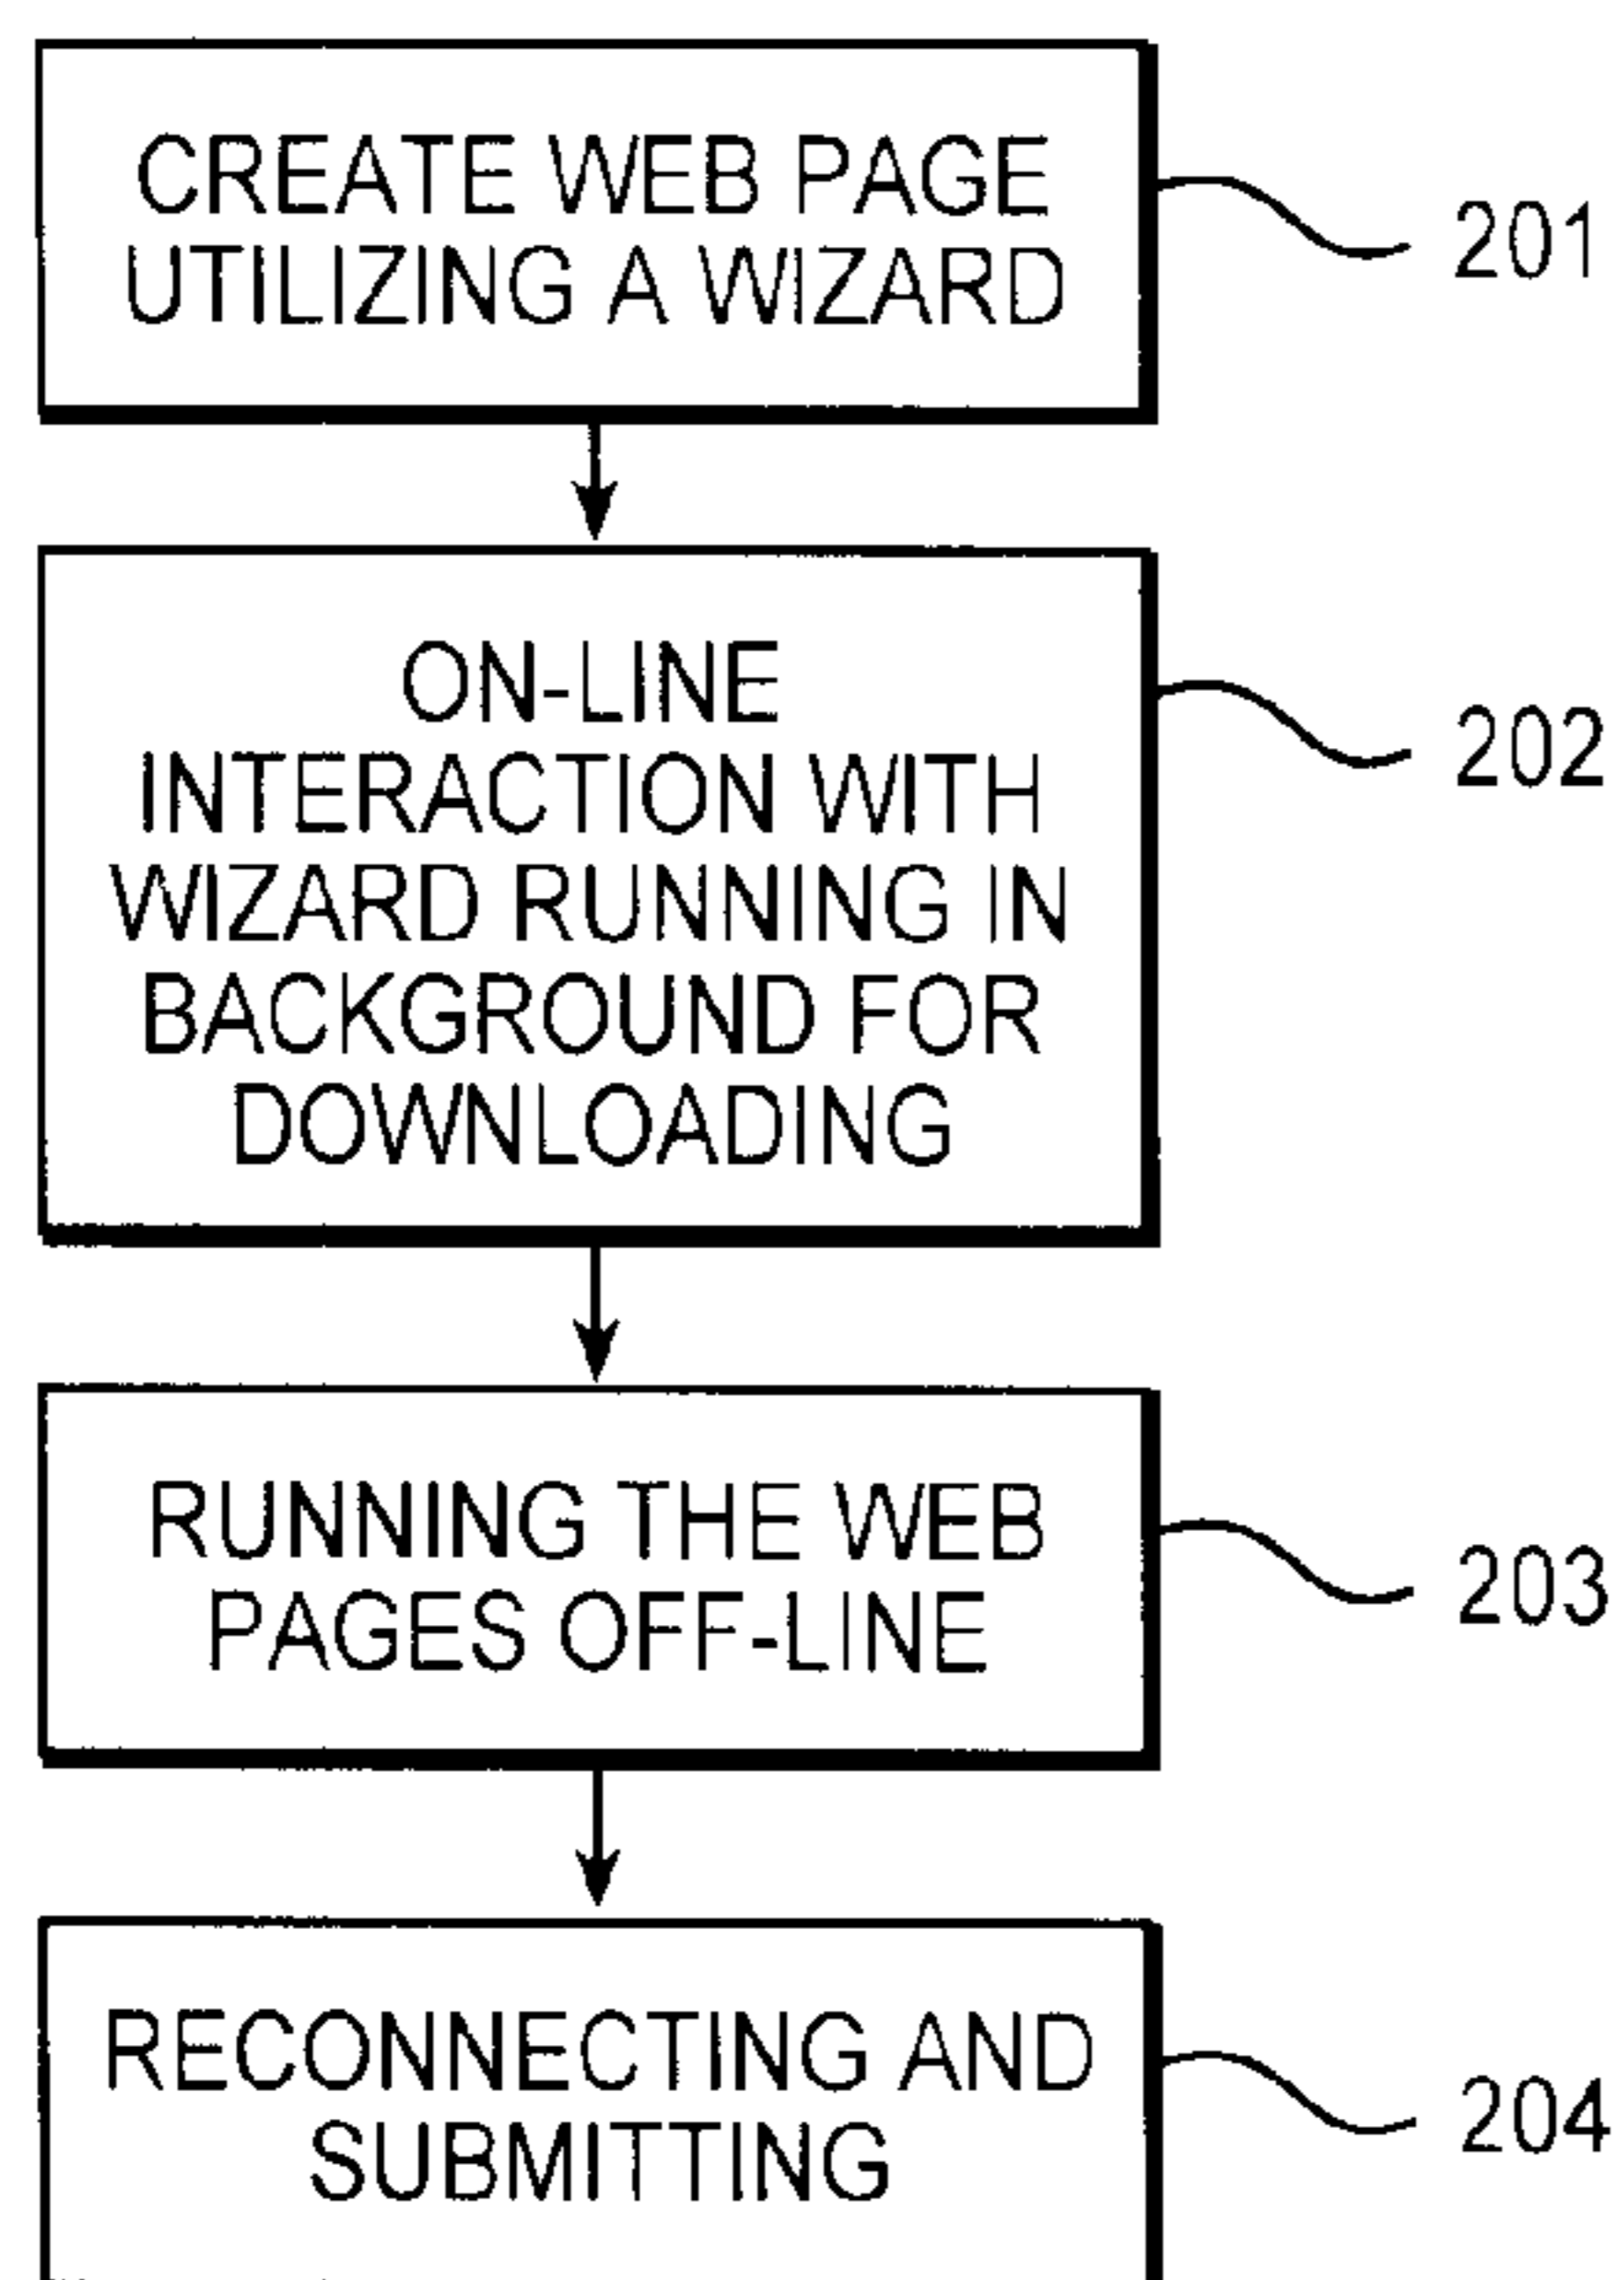 CREATE WEB PAGE
UTILIZING A WIZARD
201
ON-LINE
INTERACTION WITH
WIZARD RUNNING IN
BACKGROUND FOR
DOWNLOADING
202
RUNNING THE WEB
PAGES OFF-LINE
203
RECONNECTING AND
SUBMITTING
204